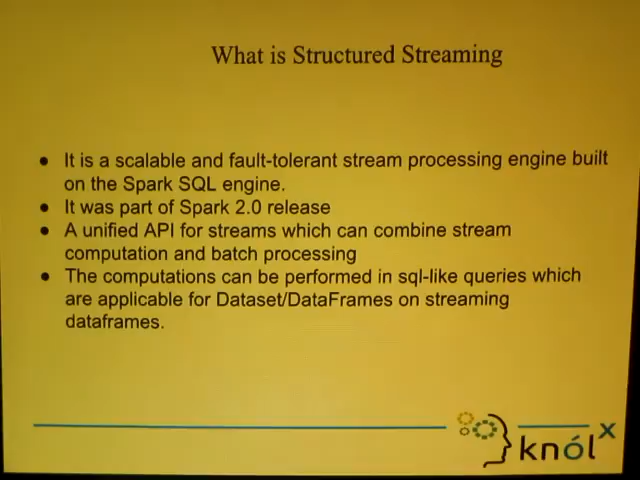 What is Structured Streaming
● It is a scalable and fault-tolerant stream processing engine built
on the Spark SQL engine.
● It was part of Spark 2.0 release
● A unified API for streams which can combine stream
computation and batch processing
● The computations can be performed in sql-like queries which
are applicable for Dataset/DataFrames on streaming
dataframes.
knólx